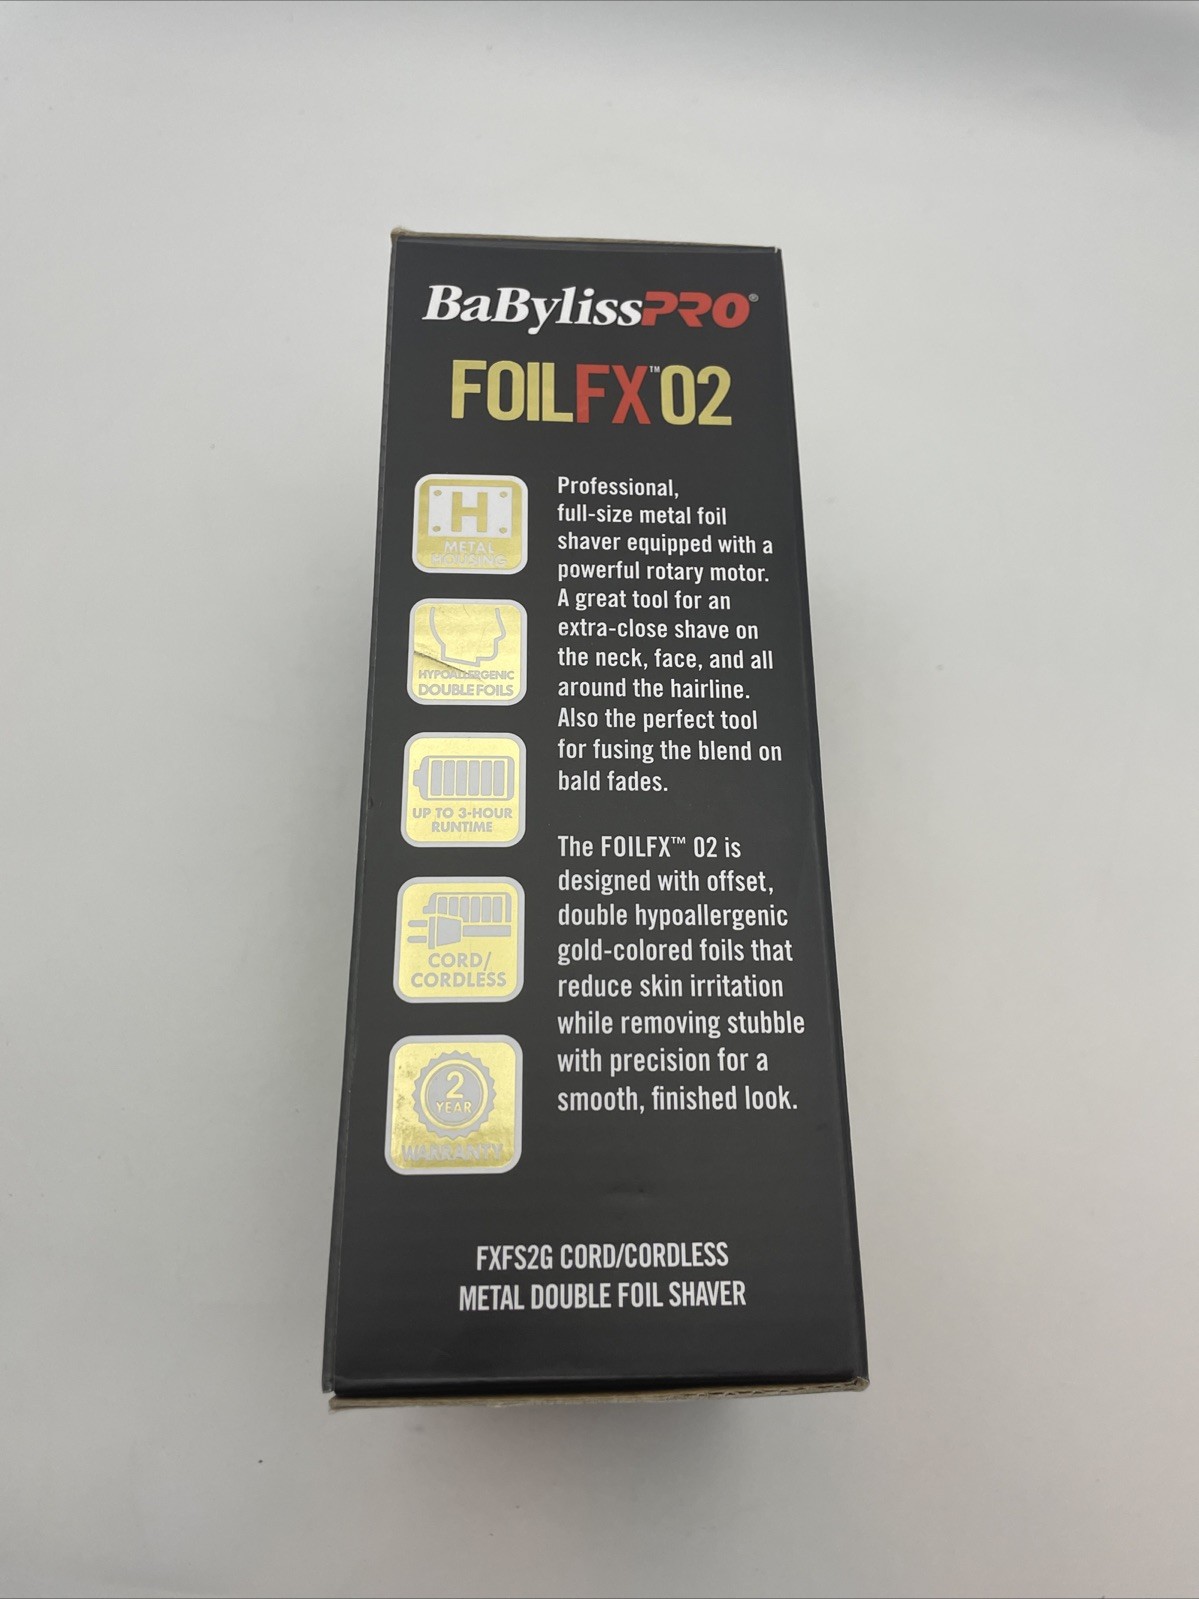 BaBylissPRO®
FOILFX™02
H
METAL
HOUSING
HYPOALLERGENIC
DOUBLE FOILS
UP TO 3-HOUR
RUNTIME
CORD/
CORDLESS
2
YEAR
WARRANTY
Professional,
full-size metal foil
shaver equipped with a
powerful rotary motor.
A great tool for an
extra-close shave on
the neck, face, and all
around the hairline.
Also the perfect tool
for fusing the blend on
bald fades.
The FOILFX™ 02 is
designed with offset,
double hypoallergenic
gold-colored foils that
reduce skin irritation
while removing stubble
with precision for a
smooth, finished look.
FXFS2G CORD/CORDLESS
METAL DOUBLE FOIL SHAVER